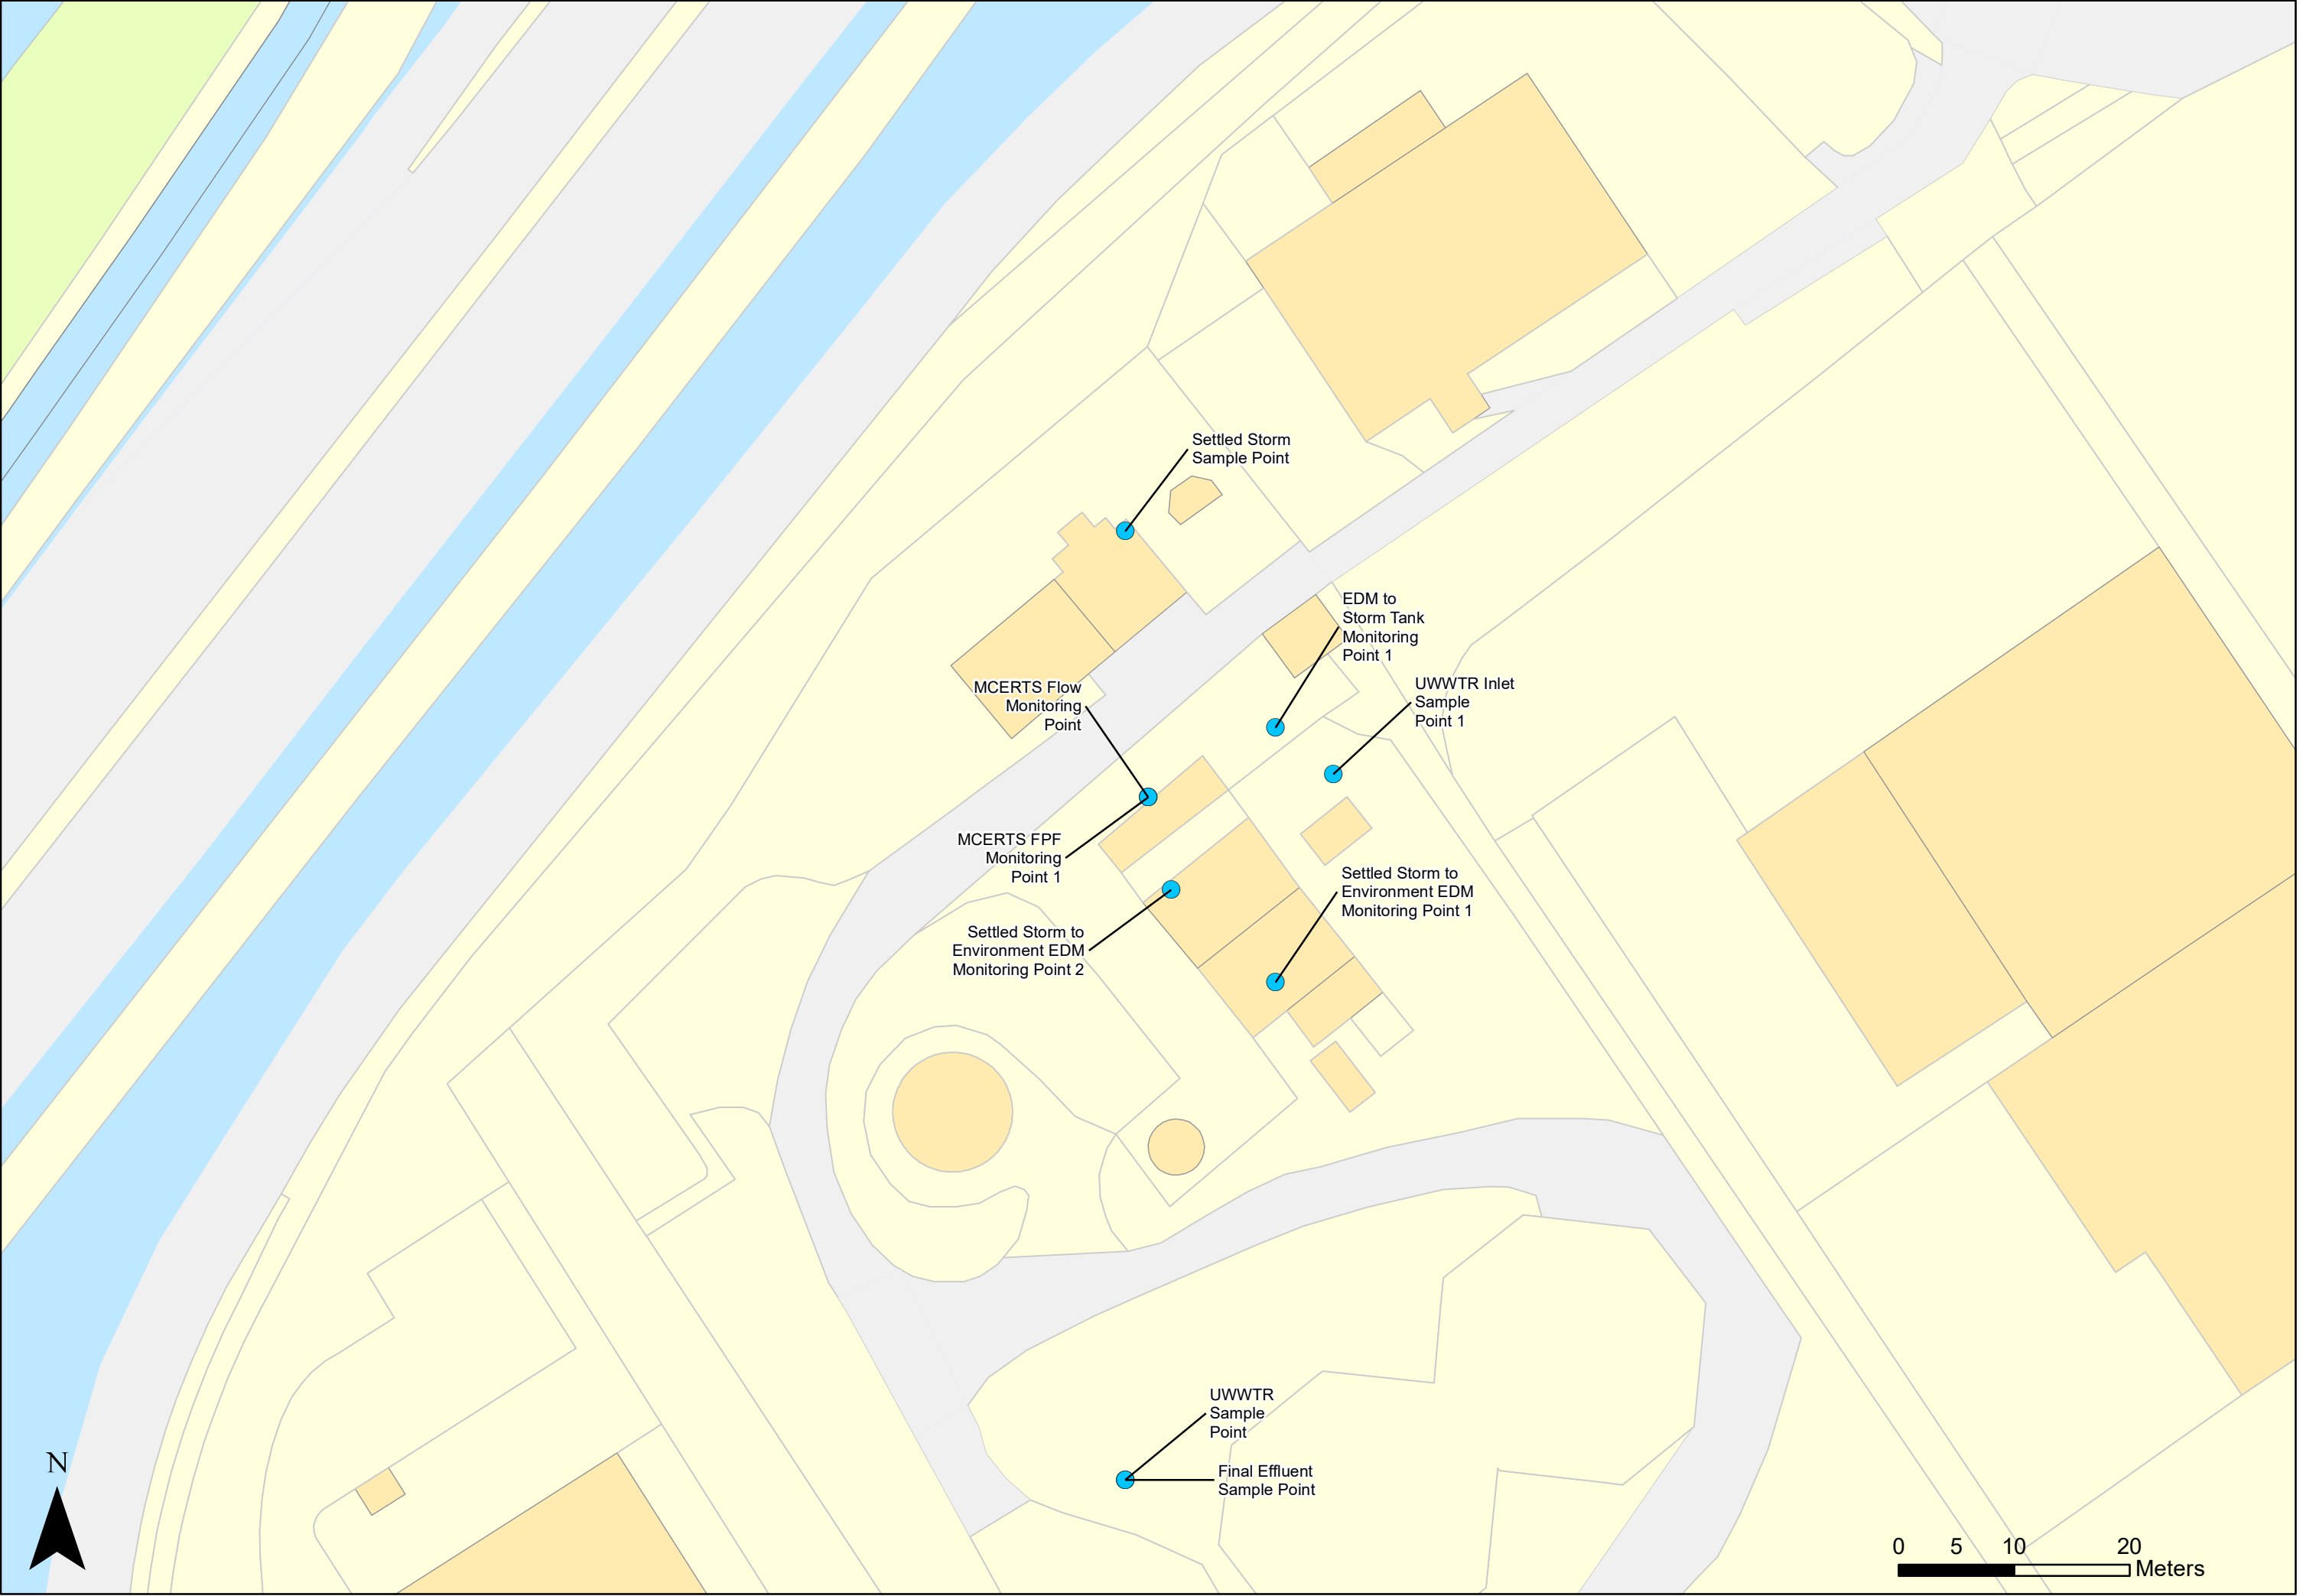 Settled Storm
Sample Point
EDM to
Storm Tank
Monitoring
Point 1
MCERTS Flow
Monitoring
Point
UWWTR Inlet
Sample
Point 1
MCERTS FPF
Monitoring
Point 1
Settled Storm to
Environment EDM
Monitoring Point 1
Settled Storm to
Environment EDM
Monitoring Point 2
UWWTR
Sample
Point
Final Effluent
Sample Point
N
0 5 10 20
Meters